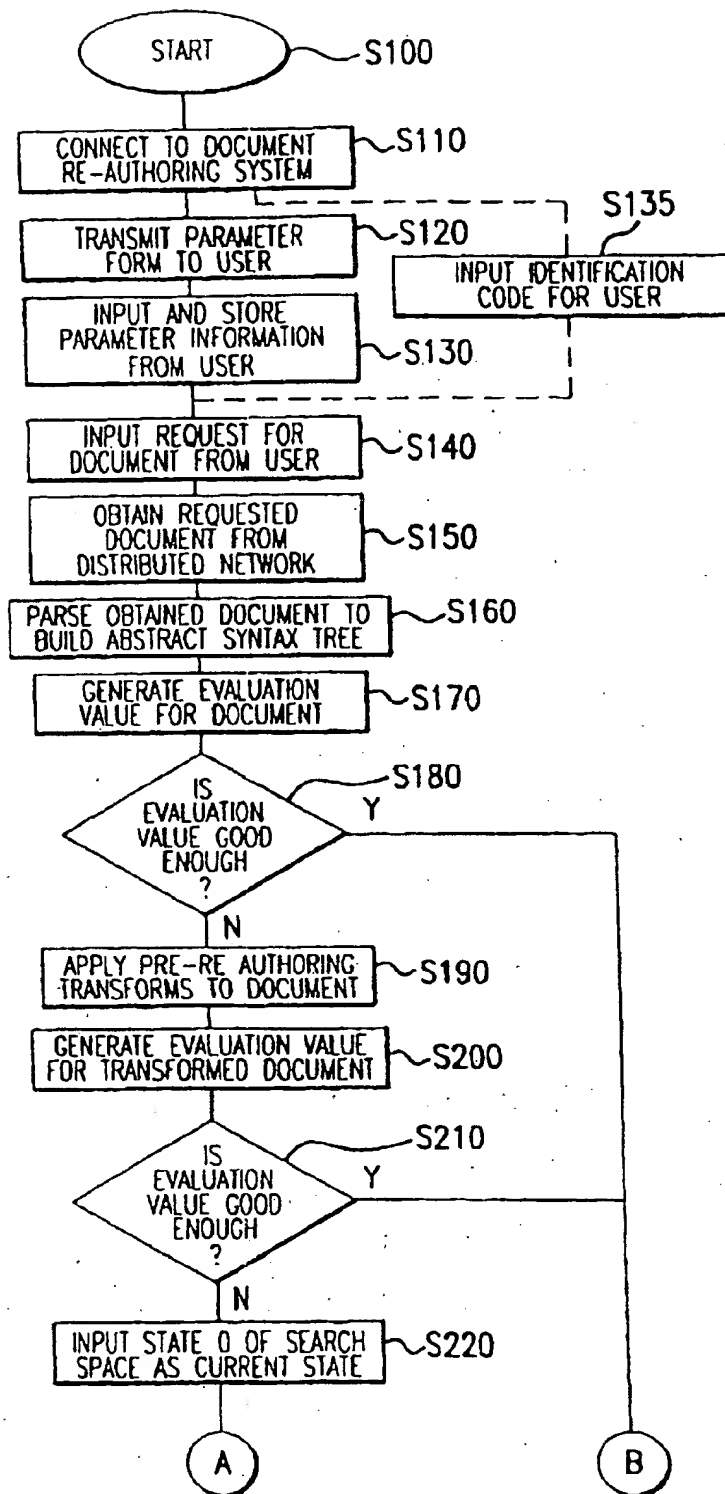 START
S100
CONNECT TO DOCUMENT
RE-AUTHORING SYSTEM
S110
TRANSMIT PARAMETER
FORM TO USER
S120
S135
INPUT IDENTIFICATION
CODE FOR USER
INPUT AND STORE
PARAMETER INFORMATION
FROM USER
S130
INPUT REQUEST FOR
DOCUMENT FROM USER
S140
OBTAIN REQUESTED
DOCUMENT FROM
DISTRIBUTED NETWORK
S150
PARSE OBTAINED DOCUMENT TO
BUILD ABSTRACT SYNTAX TREE
S160
GENERATE EVALUATION
VALUE FOR DOCUMENT
S170
IS
EVALUATION
VALUE GOOD
ENOUGH
?
S180
Y
N
APPLY PRE-RE AUTHORING
TRANSFORMS TO DOCUMENT
S190
GENERATE EVALUATION VALUE
FOR TRANSFORMED DOCUMENT
S200
IS
EVALUATION
VALUE GOOD
ENOUGH
?
S210
Y
N
INPUT STATE 0 OF SEARCH
SPACE AS CURRENT STATE
S220
A
B